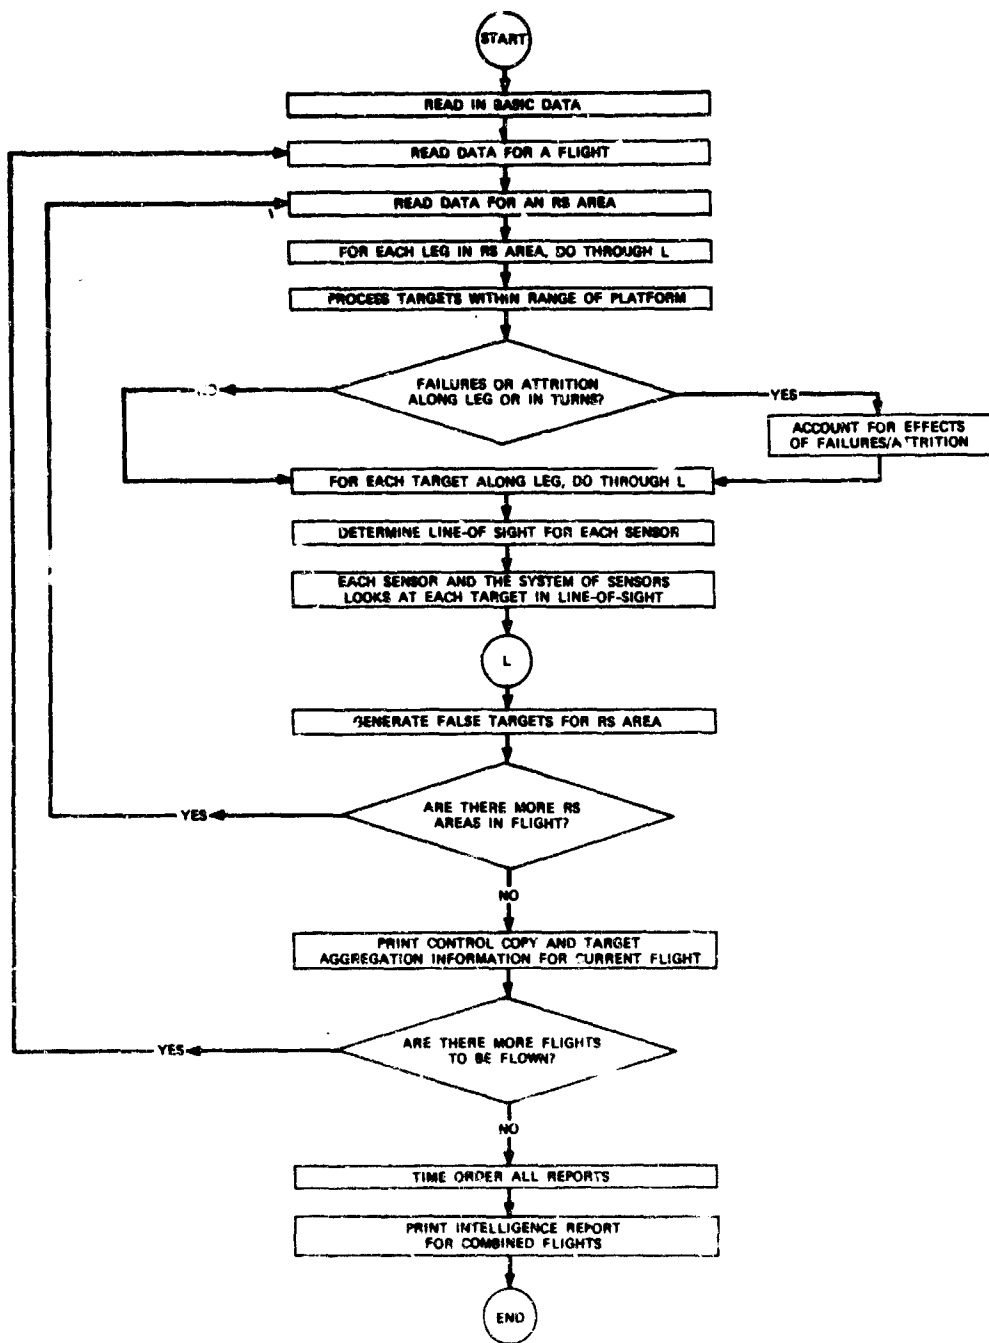 START
READ IN BASIC DATA
READ DATA FOR A FLIGHT
READ DATA FOR AN RS AREA
FOR EACH LEG IN RS AREA, DO THROUGH L
PROCESS TARGETS WITHIN RANGE OF PLATFORM
FAILURES OR ATTRITION
ALONG LEG OR IN TURNS?
NO
YES
ACCOUNT FOR EFFECTS
OF FAILURES/ATTRITION
FOR EACH TARGET ALONG LEG, DO THROUGH L
DETERMINE LINE-OF SIGHT FOR EACH SENSOR
EACH SENSOR AND THE SYSTEM OF SENSORS
LOOKS AT EACH TARGET IN LINE-OF-SIGHT
L
GENERATE FALSE TARGETS FOR RS AREA
ARE THERE MORE RS
AREAS IN FLIGHT?
YES
NO
PRINT CONTROL COPY AND TARGET
AGGREGATION INFORMATION FOR CURRENT FLIGHT
ARE THERE MORE FLIGHTS
TO BE FLOWN?
YES
NO
TIME ORDER ALL REPORTS
PRINT INTELLIGENCE REPORT
FOR COMBINED FLIGHTS
END